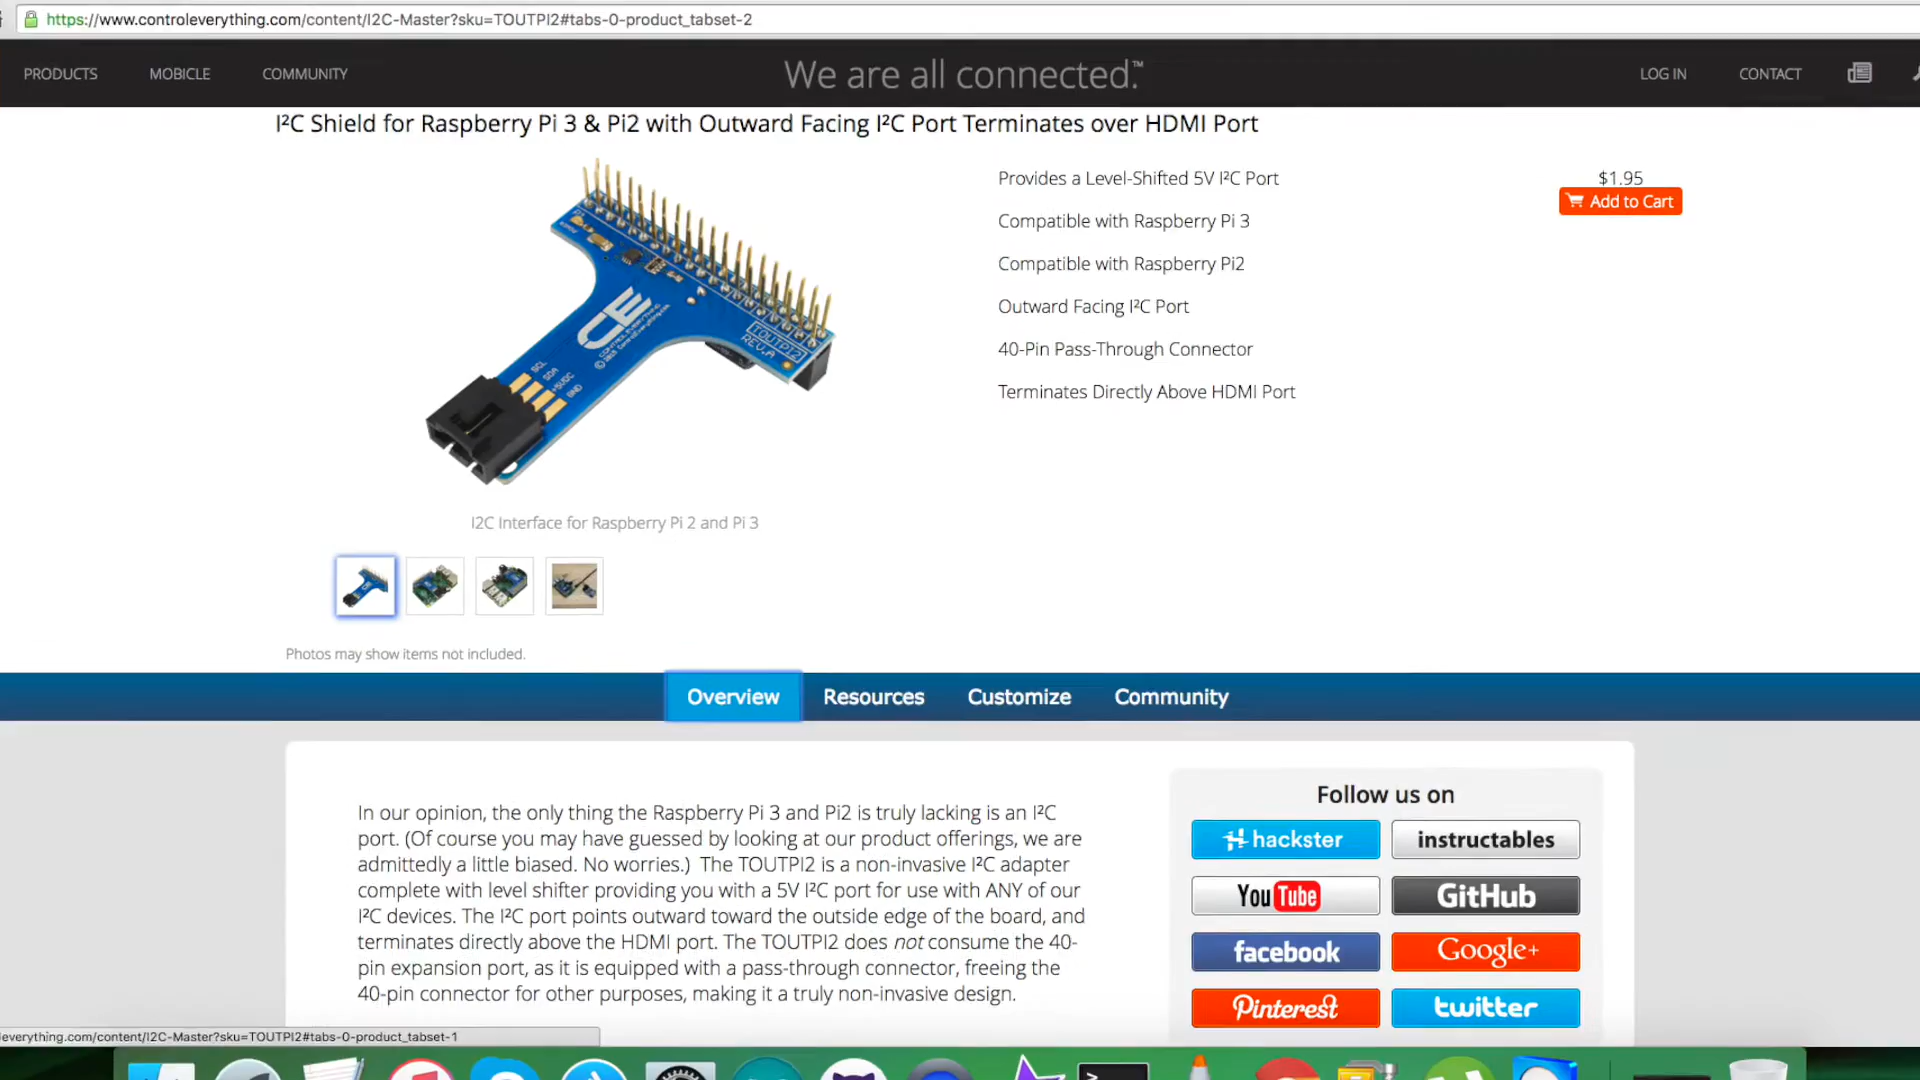 https://www.controleverything.com/content/I2C-Master?sku=TOUTPI2#tabs-0-product_tabset-2
PRODUCTS MOBICLE COMMUNITY We are all connected.™ LOG IN CONTACT
I²C Shield for Raspberry Pi 3 & Pi2 with Outward Facing I²C Port Terminates over HDMI Port
Provides a Level-Shifted 5V I²C Port
$1.95
Add to Cart
Compatible with Raspberry Pi 3
Compatible with Raspberry Pi2
Outward Facing I²C Port
40-Pin Pass-Through Connector
Terminates Directly Above HDMI Port
CE
TOUTPI2
REV.A
SCL
SDA
+5VDC
GND
I2C Interface for Raspberry Pi 2 and Pi 3
Photos may show items not included.
Overview Resources Customize Community
In our opinion, the only thing the Raspberry Pi 3 and Pi2 is truly lacking is an I²C
port. (Of course you may have guessed by looking at our product offerings, we are
admittedly a little biased. No worries.) The TOUTPI2 is a non-invasive I²C adapter
complete with level shifter providing you with a 5V I²C port for use with ANY of our
I²C devices. The I²C port points outward toward the outside edge of the board, and
terminates directly above the HDMI port. The TOUTPI2 does not consume the 40-
pin expansion port, as it is equipped with a pass-through connector, freeing the
40-pin connector for other purposes, making it a truly non-invasive design.
Follow us on
hackster instructables
YouTube GitHub
facebook Google+
Pinterest twitter
everything.com/content/I2C-Master?sku=TOUTPI2#tabs-0-product_tabset-1